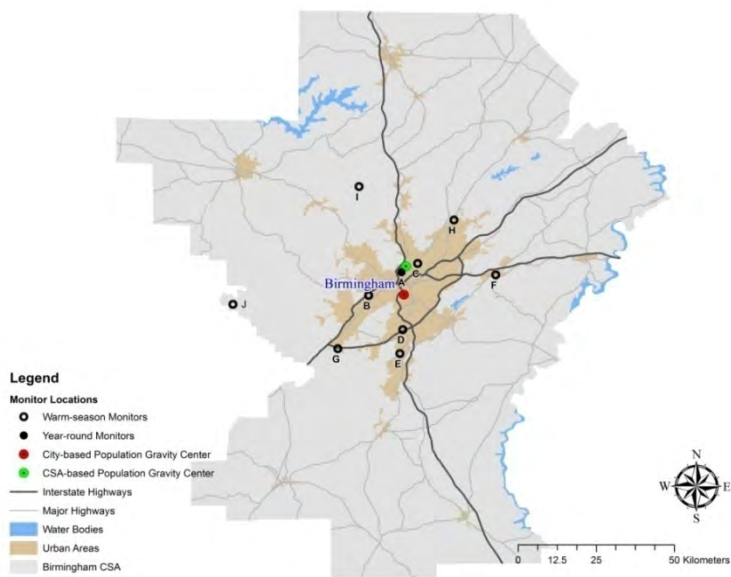 I
H
C
A
Birmingham
F
B
J
D
G
E
Legend
Monitor Locations
Warm-season Monitors
Year-round Monitors
City-based Population Gravity Center
CSA-based Population Gravity Center
Interstate Highways
Major Highways
Water Bodies
Urban Areas
Birmingham CSA
N
W E
S
0 12.5 25 50 Kilometers